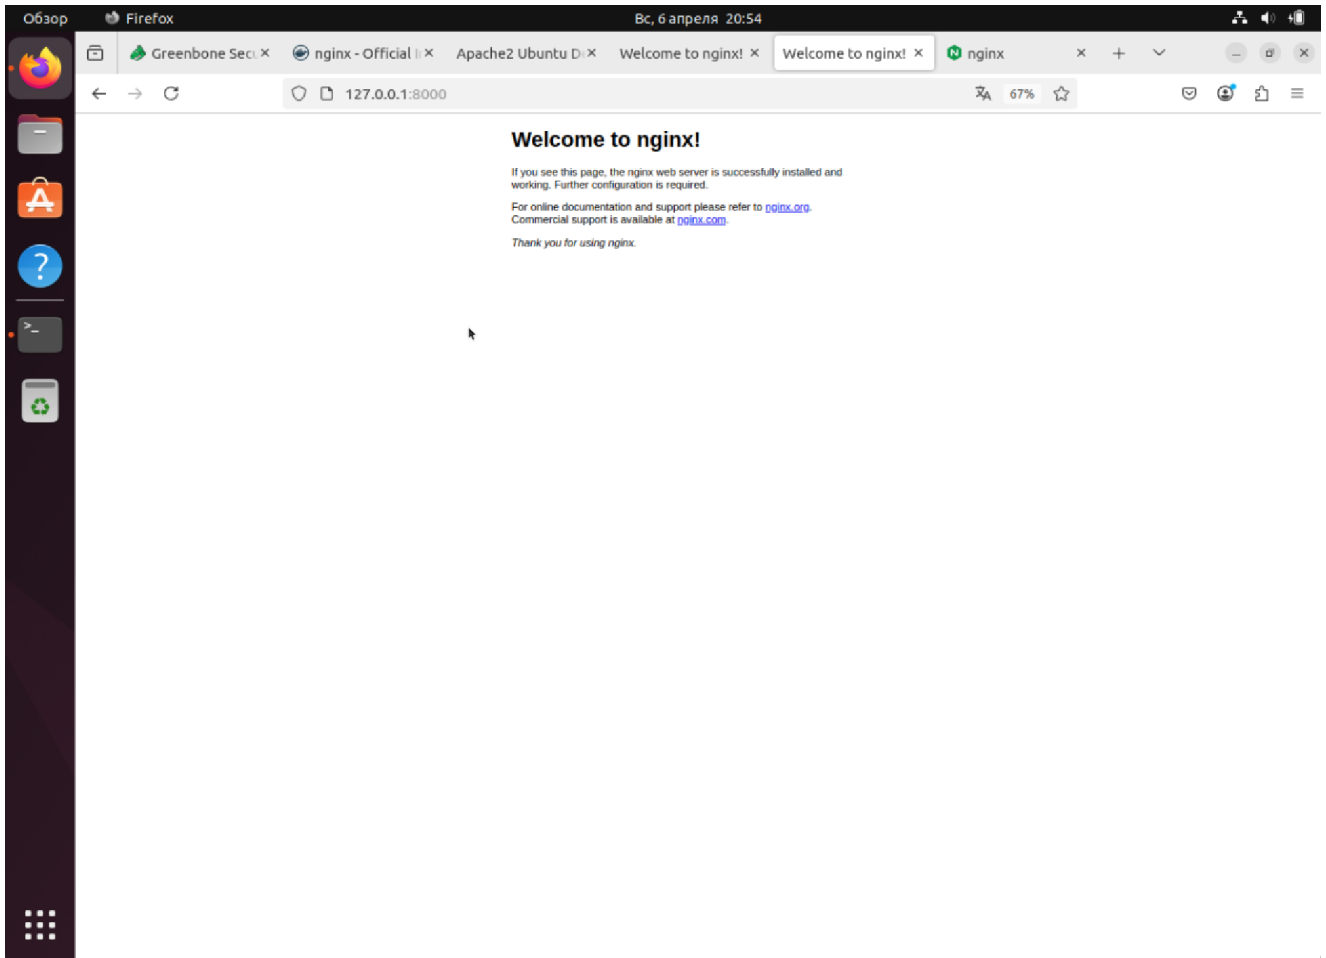 Обзор
Firefox
Вс, 6 апреля 20:54
Greenbone Secu
nginx - Official I
Apache2 Ubuntu De
Welcome to nginx!
Welcome to nginx!
nginx
127.0.0.1:8000
67%
Welcome to nginx!
If you see this page, the nginx web server is successfully installed and
working. Further configuration is required.
For online documentation and support please refer to nginx.org.
Commercial support is available at nginx.com.
Thank you for using nginx.